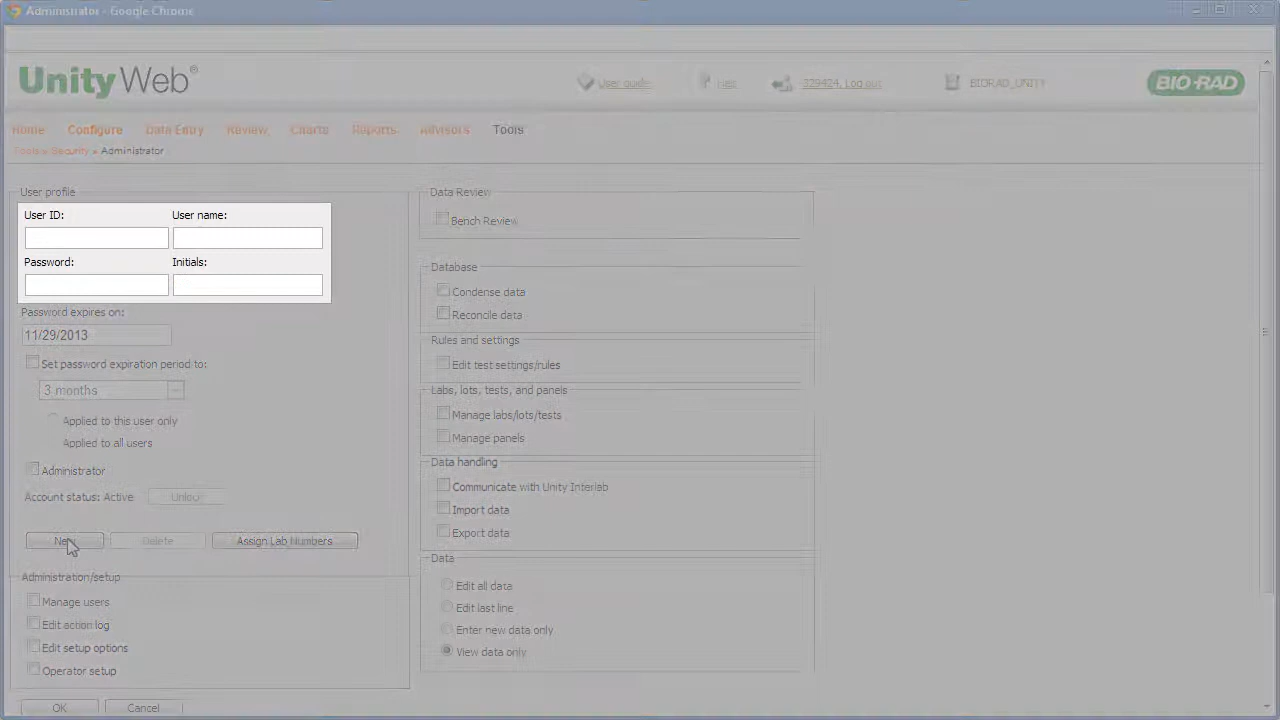 Administrator - Google Chrome
Unity Web®
User guide
Help
329424, Log out
BIORAD_UNITY
BIO-RAD
Home Configure Data Entry Review Charts Reports Advisors Tools
Security » Administrator
User profile
User ID: User name:
Password: Initials:
Password expires on:
11/29/2013
Set password expiration period to:
3 months
Applied to this user only
Applied to all users
Administrator
Account status: Active
New Delete Assign Lab Numbers
Administration/setup
Manage users
Edit action log
Edit setup options
Operator setup
OK Cancel
Data Review
Bench Review
Database
Condense data
Reconcile data
Rules and settings
Edit test settings/rules
Labs, lots, tests, and panels
Manage labs/lots/tests
Manage panels
Data handling
Communicate with Unity Interlab
Import data
Export data
Data
Edit all data
Edit last line
Enter new data only
View data only